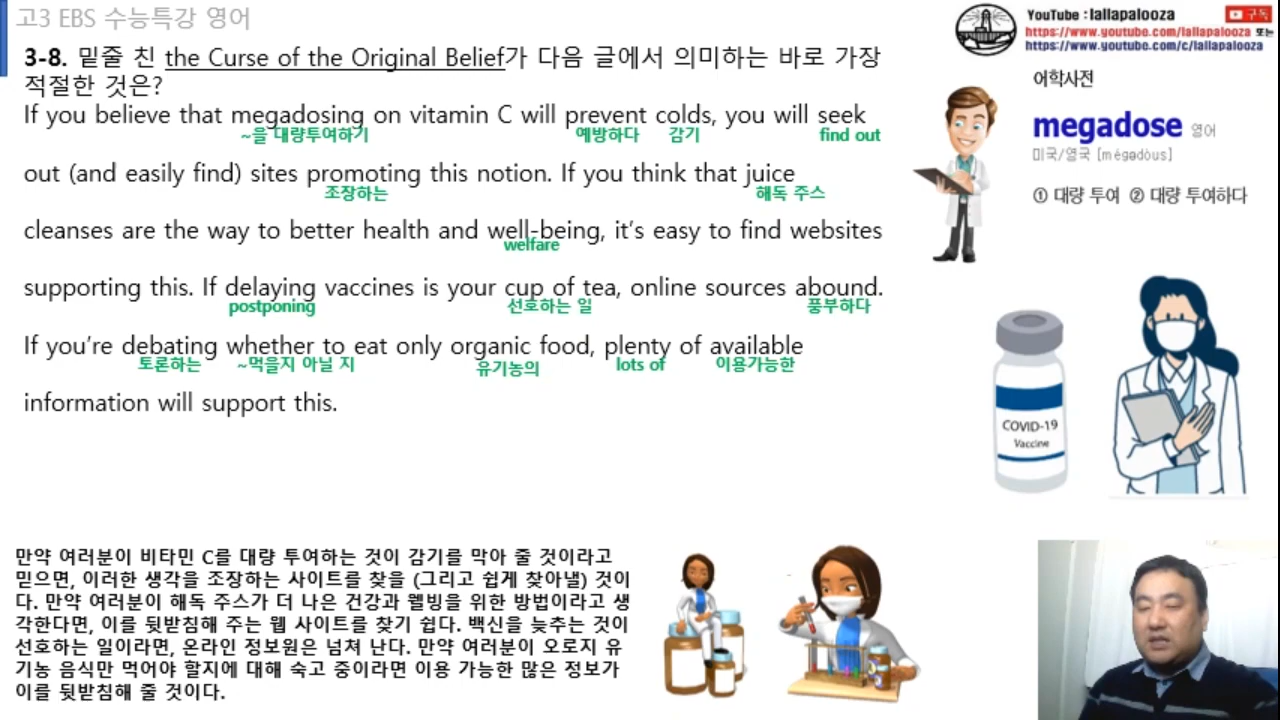 고3 EBS 수능특강 영어
3-8. 밑줄 친 the Curse of the Original Belief가 다음 글에서 의미하는 바로 가장
적절한 것은?
If you believe that megadosing on vitamin C will prevent colds, you will seek
~을 대량투여하기 예방하다 감기 find out
out (and easily find) sites promoting this notion. If you think that juice
조장하는 해독 주스
cleanses are the way to better health and well-being, it's easy to find websites
welfare
supporting this. If delaying vaccines is your cup of tea, online sources abound.
postponing 선호하는 일 풍부하다
If you're debating whether to eat only organic food, plenty of available
토론하는 ~먹을지 아닐 지 유기농의 lots of 이용가능한
information will support this.
만약 여러분이 비타민 C를 대량 투여하는 것이 감기를 막아 줄 것이라고
믿으면, 이러한 생각을 조장하는 사이트를 찾을 (그리고 쉽게 찾아낼) 것이
다. 만약 여러분이 해독 주스가 더 나은 건강과 웰빙을 위한 방법이라고 생
각한다면, 이를 뒷받침해 주는 웹 사이트를 찾기 쉽다. 백신을 늦추는 것이
선호하는 일이라면, 온라인 정보원은 넘쳐 난다. 만약 여러분이 오로지 유
기농 음식만 먹어야 할지에 대해 숙고 중이라면 이용 가능한 많은 정보가
이를 뒷받침해 줄 것이다.
YouTube : lallapalooza 구독
https://www.youtube.com/lallapalooza 또는
https://www.youtube.com/c/lallapalooza
어학사전
megadose 영어
미국/영국 [mégədòus]
① 대량 투여 ② 대량 투여하다
COVID-19
Vaccine